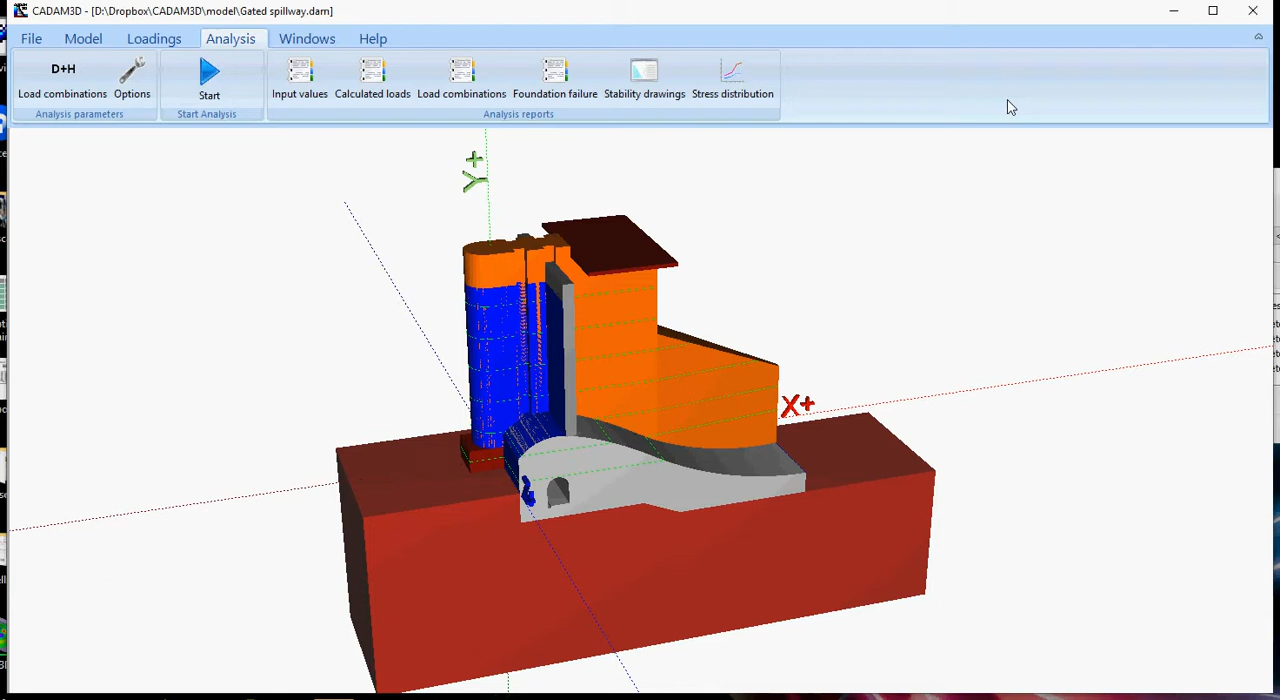 CADAM3D - [D:\Dropbox\CADAM3D\model\Gated spillway.dam]
File Model Loadings Analysis Windows Help
D+H
Load combinations Options Start Input values Calculated loads Load combinations Foundation failure Stability drawings Stress distribution
Analysis parameters Start Analysis Analysis reports
Y+
X+